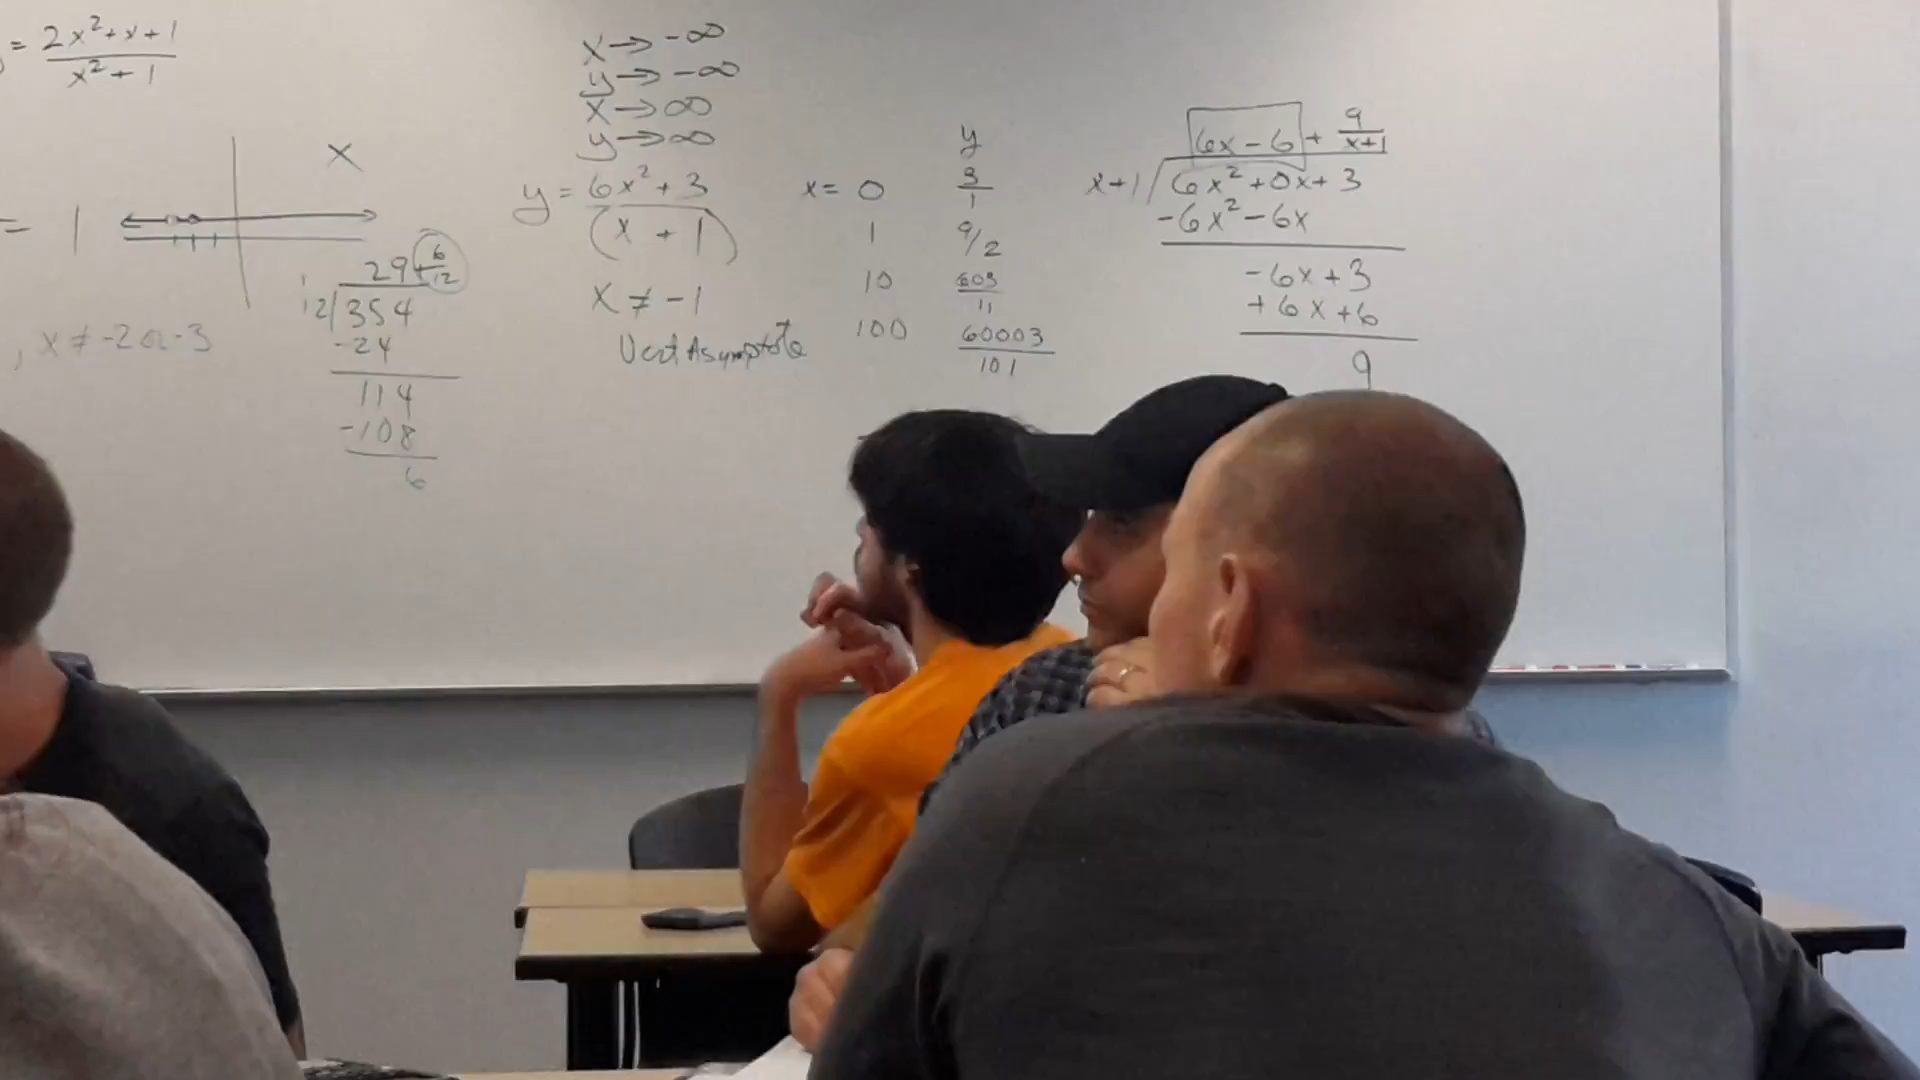 = 2x²+x+1
x²+1
= 1
X
, x ≠ -2 or -3
29+6/12
12/354
-24
114
-108
6
x → -∞
y → -∞
x → ∞
y → ∞
y = 6x²+3
(x + 1)
x ≠ -1
Vert Asymptote
y
x = 0 3/1
1 9/2
10 603/11
100 60003/101
6x-6 + 9/x+1
x+1/6x²+0x+3
-6x²-6x
-6x+3
+6x+6
9